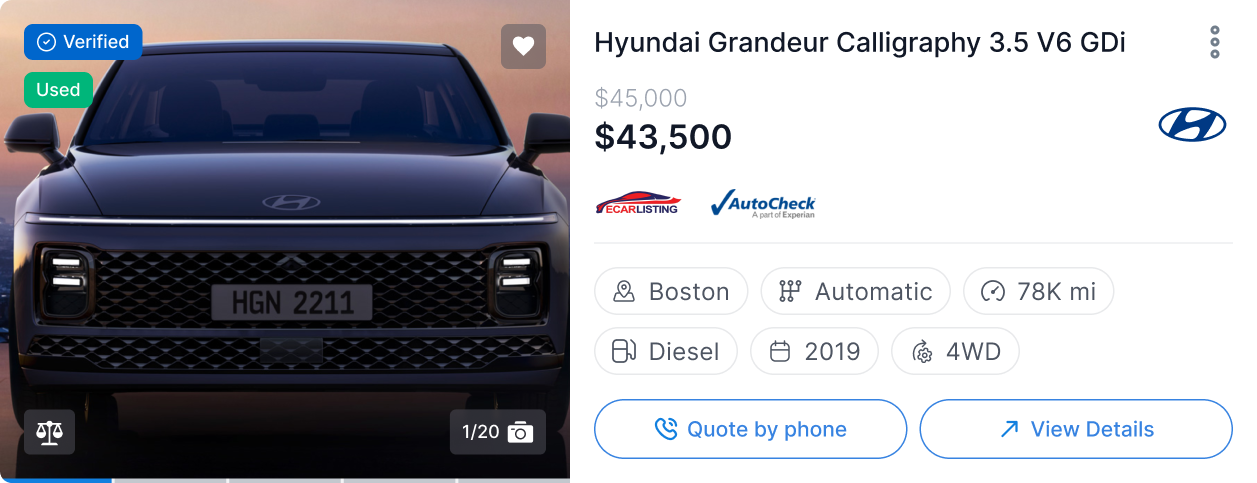 Verified
Used
HGN 2211
1/20
Hyundai Grandeur Calligraphy 3.5 V6 GDi
$45,000
$43,500
ECARLISTING
AutoCheck
A part of Experian
Boston
Automatic
78K mi
Diesel
2019
4WD
Quote by phone
View Details